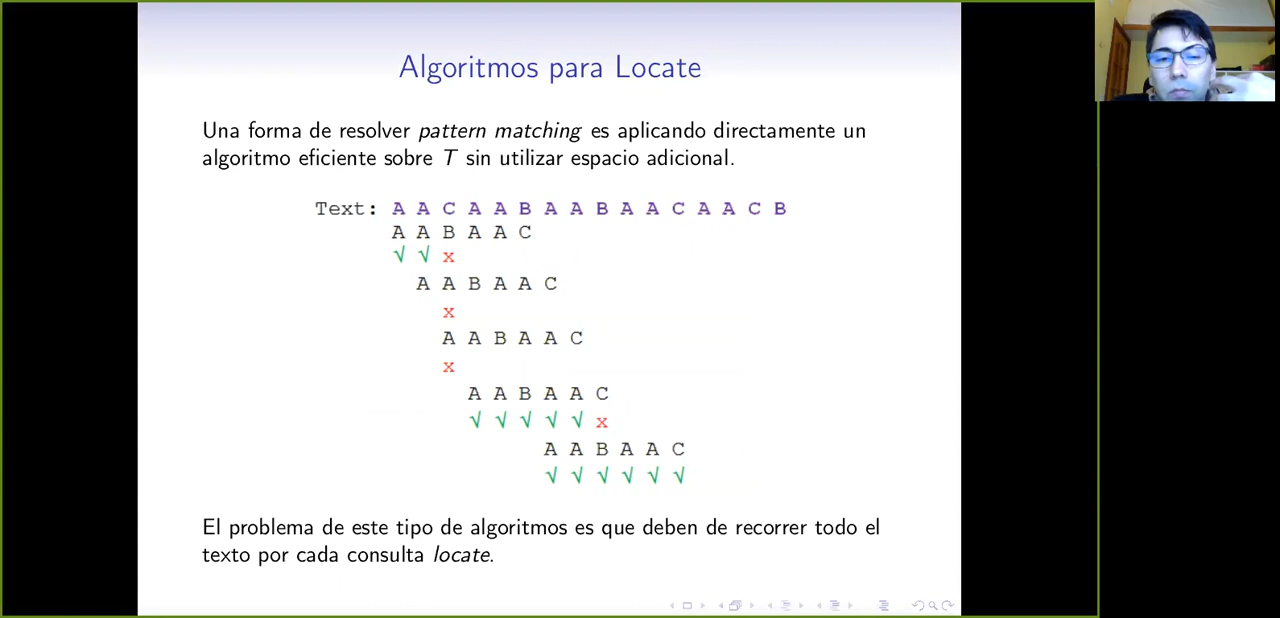 Algoritmos para Locate
Una forma de resolver pattern matching es aplicando directamente un
algoritmo eficiente sobre T sin utilizar espacio adicional.
Text: A A C A A B A A B A A C A A C B
A A B A A C
√ √ x
A A B A A C
x
A A B A A C
x
A A B A A C
√ √ √ √ √ x
A A B A A C
√ √ √ √ √ √
El problema de este tipo de algoritmos es que deben de recorrer todo el
texto por cada consulta locate.